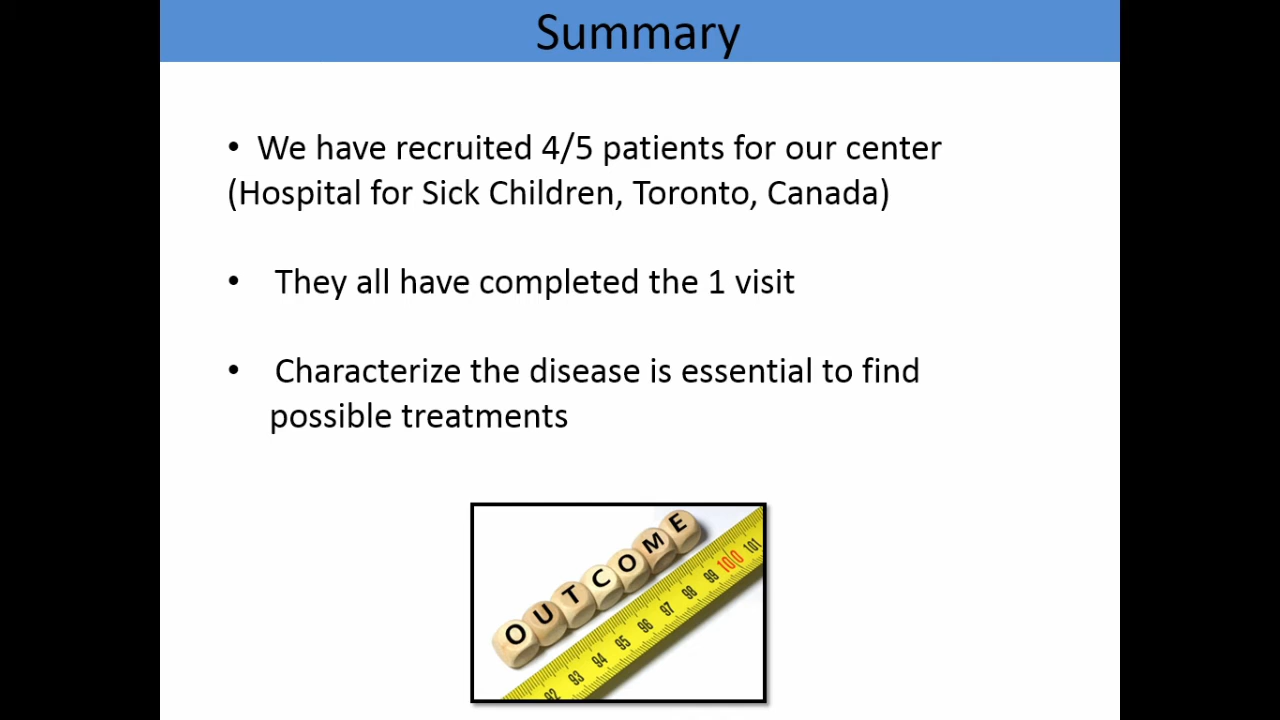 Summary
• We have recruited 4/5 patients for our center
(Hospital for Sick Children, Toronto, Canada)
• They all have completed the 1 visit
• Characterize the disease is essential to find
possible treatments
OUTCOME
92 93 94 95 96 97 98 99 100 101